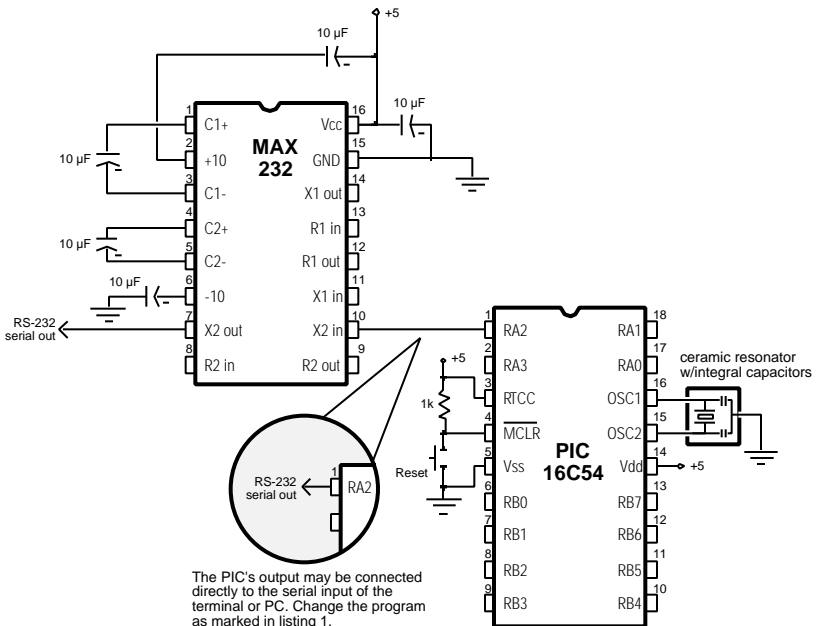 +5
10 µF
10 µF
MAX
232
1
C1+
2
+10
3
C1-
4
C2+
5
C2-
6
-10
7
X2 out
8
R2 in
16
Vcc
15
GND
14
X1 out
13
R1 in
12
R1 out
11
X1 in
10
X2 in
9
R2 out
10 µF
10 µF
10 µF
RS-232
serial out
PIC
16C54
1
RA2
2
RA3
3
RTCC
4
MCLR
5
Vss
6
RB0
7
RB1
8
RB2
9
RB3
18
RA1
17
RA0
16
OSC1
15
OSC2
14
Vdd
13
RB7
12
RB6
11
RB5
10
RB4
+5
1k
Reset
+5
ceramic resonator
w/integral capacitors
RS-232
serial out
1
RA2
The PIC's output may be connected
directly to the serial input of the
terminal or PC. Change the program
as marked in listing 1.